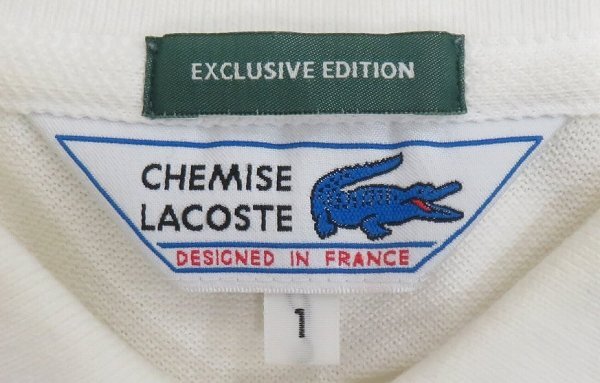 EXCLUSIVE EDITION
CHEMISE
LACOSTE
DESIGNED IN FRANCE
1